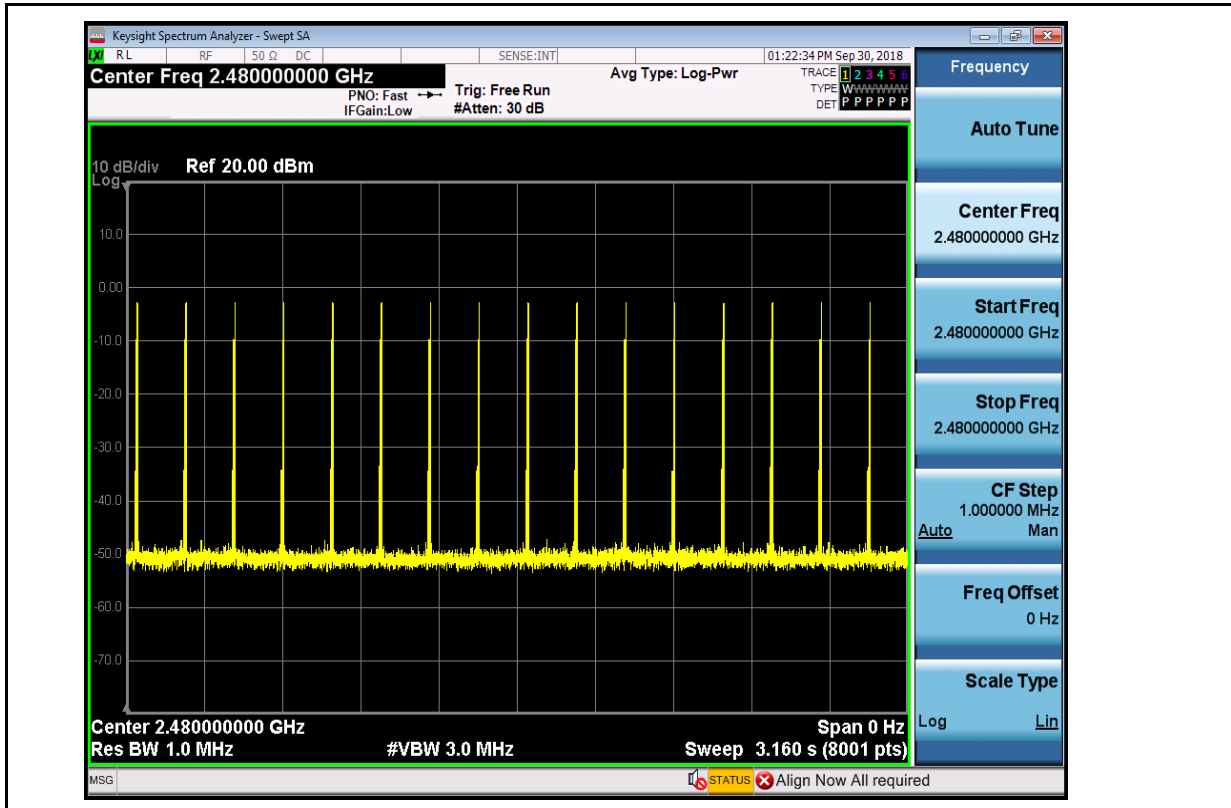 Keysight Spectrum Analyzer - Swept SA
LXI RL RF 50 Ω DC SENSE:INT 01:22:34 PM Sep 30, 2018
Center Freq 2.480000000 GHz
PNO: Fast
IFGain:Low
Trig: Free Run
#Atten: 30 dB
Avg Type: Log-Pwr
TRACE 1 2 3 4 5 6
TYPE WWWWWW
DET P P P P P P
10 dB/div Ref 20.00 dBm
Log
10.0
0.00
-10.0
-20.0
-30.0
-40.0
-50.0
-60.0
-70.0
Center 2.480000000 GHz Span 0 Hz
Res BW 1.0 MHz #VBW 3.0 MHz Sweep 3.160 s (8001 pts)
MSG STATUS Align Now All required
Frequency
Auto Tune
Center Freq
2.480000000 GHz
Start Freq
2.480000000 GHz
Stop Freq
2.480000000 GHz
CF Step
1.000000 MHz
Auto Man
Freq Offset
0 Hz
Scale Type
Log Lin